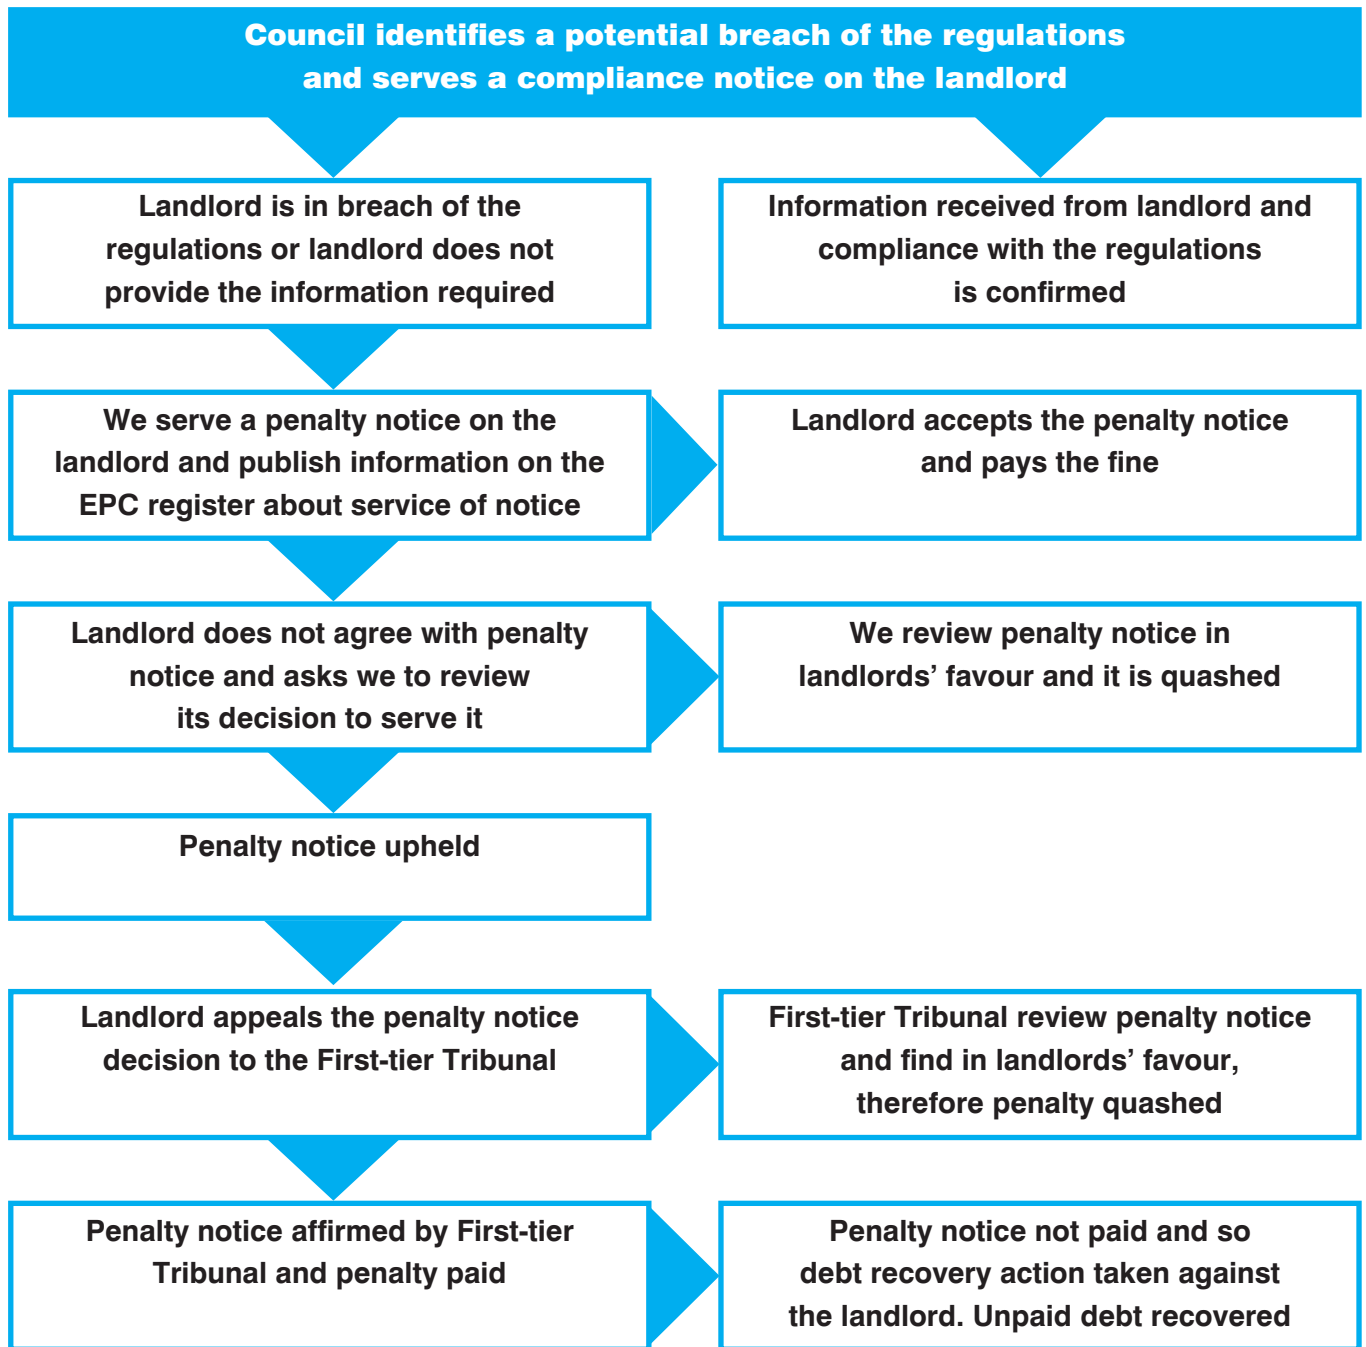 Council identifies a potential breach of the regulations
and serves a compliance notice on the landlord
Landlord is in breach of the
regulations or landlord does not
provide the information required
Information received from landlord and
compliance with the regulations
is confirmed
We serve a penalty notice on the
landlord and publish information on the
EPC register about service of notice
Landlord accepts the penalty notice
and pays the fine
Landlord does not agree with penalty
notice and asks we to review
its decision to serve it
We review penalty notice in
landlords’ favour and it is quashed
Penalty notice upheld
Landlord appeals the penalty notice
decision to the First-tier Tribunal
First-tier Tribunal review penalty notice
and find in landlords’ favour,
therefore penalty quashed
Penalty notice affirmed by First-tier
Tribunal and penalty paid
Penalty notice not paid and so
debt recovery action taken against
the landlord. Unpaid debt recovered